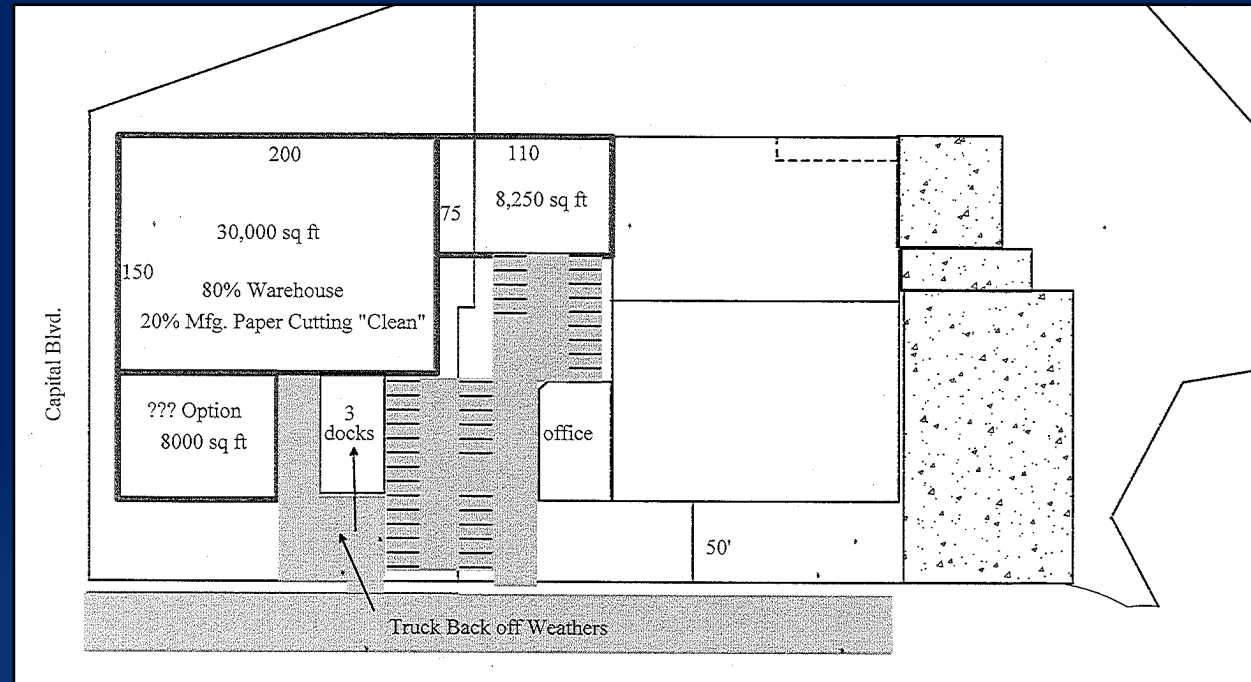 200
110
75
8,250 sq ft
30,000 sq ft
150
80% Warehouse
20% Mfg. Paper Cutting "Clean"
Capital Blvd.
??? Option
8000 sq ft
3
docks
office
50'
Truck Back off Weathers